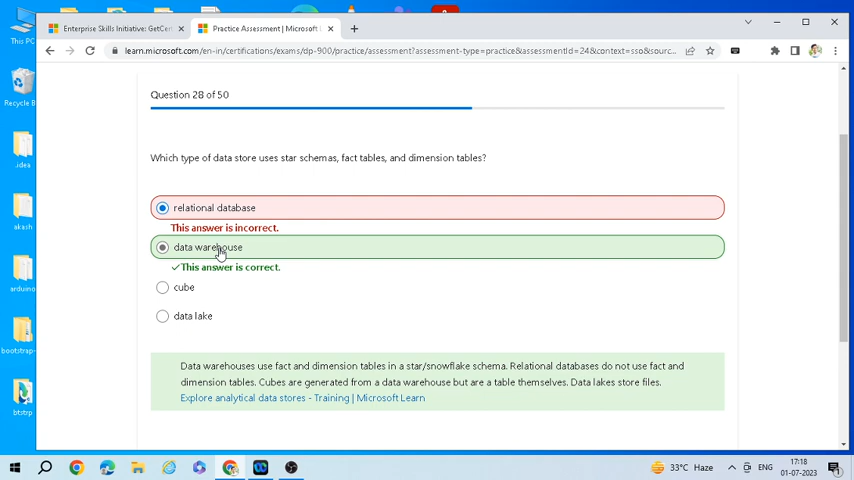 This PC
Recycle B
.idea
akash
arduino
bootstrap-
btstrp
Enterprise Skills Initiative: GetCert
Practice Assessment | Microsoft L
learn.microsoft.com/en-in/certifications/exams/dp-900/practice/assessment?assessment-type=practice&assessmentId=24&context=sso&sourc...
Question 28 of 50
Which type of data store uses star schemas, fact tables, and dimension tables?
relational database
This answer is incorrect.
data warehouse
This answer is correct.
cube
data lake
Data warehouses use fact and dimension tables in a star/snowflake schema. Relational databases do not use fact and
dimension tables. Cubes are generated from a data warehouse but are a table themselves. Data lakes store files.
Explore analytical data stores - Training | Microsoft Learn
33°C Haze
ENG
17:18
01-07-2023
1